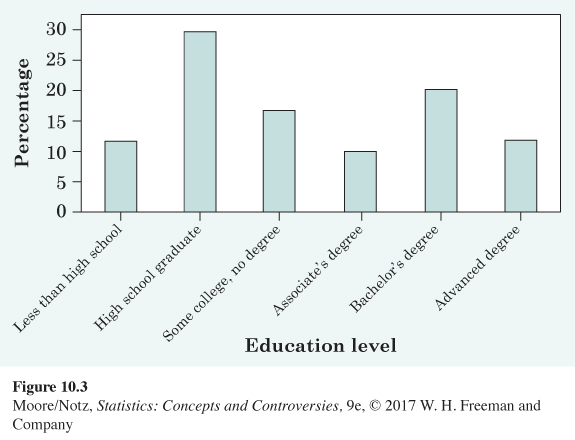 Percentage
30
25
20
15
10
5
0
Less than high school
High school graduate
Some college, no degree
Associate's degree
Bachelor's degree
Advanced degree
Education level
Figure 10.3
Moore/Notz, Statistics: Concepts and Controversies, 9e, © 2017 W. H. Freeman and
Company